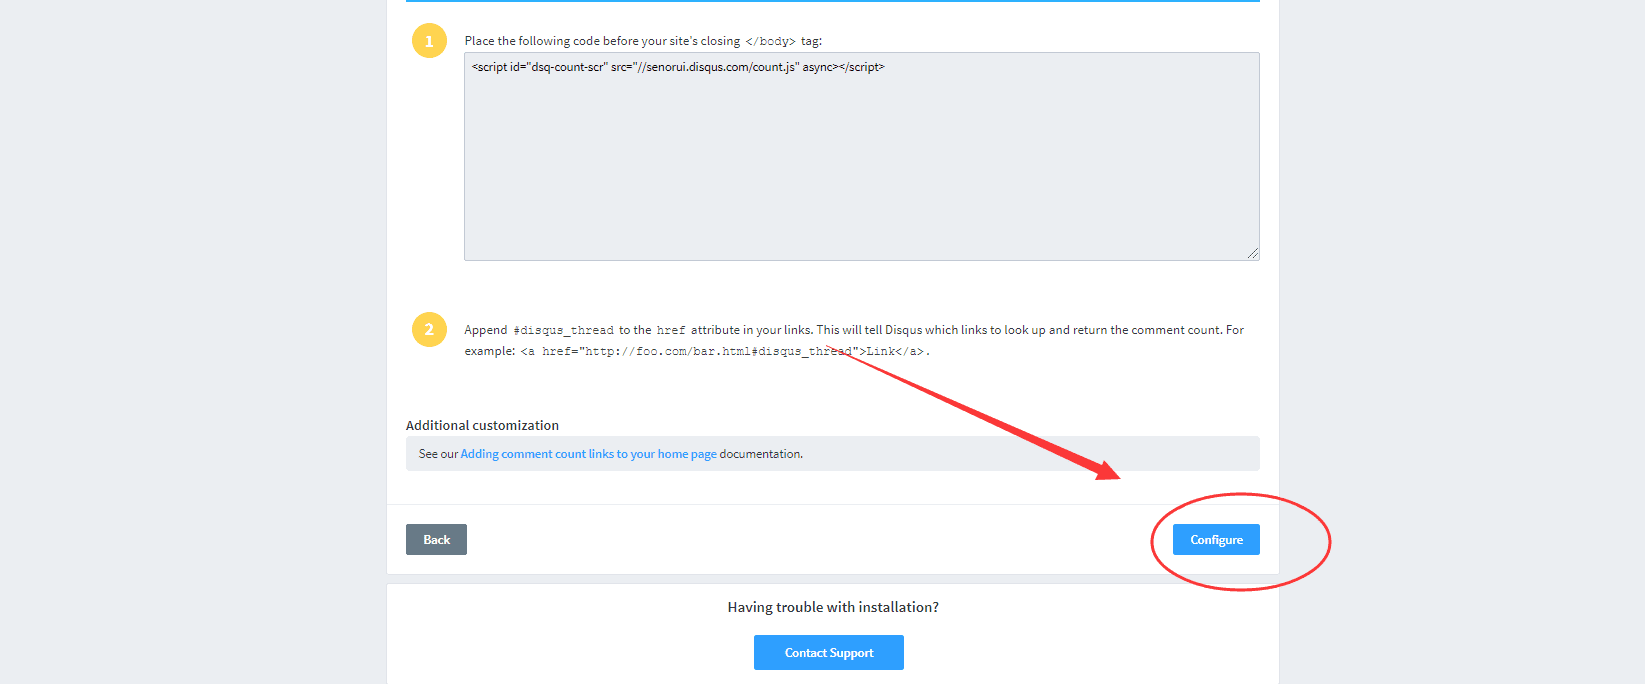 1
Place the following code before your site's closing </body> tag:
<script id="dsq-count-scr" src="//senorui.disqus.com/count.js" async></script>
2
Append #disqus_thread to the href attribute in your links. This will tell Disqus which links to look up and return the comment count. For
example: <a href="http://foo.com/bar.html#disqus_thread">Link</a>.
Additional customization
See our Adding comment count links to your home page documentation.
Back
Configure
Having trouble with installation?
Contact Support